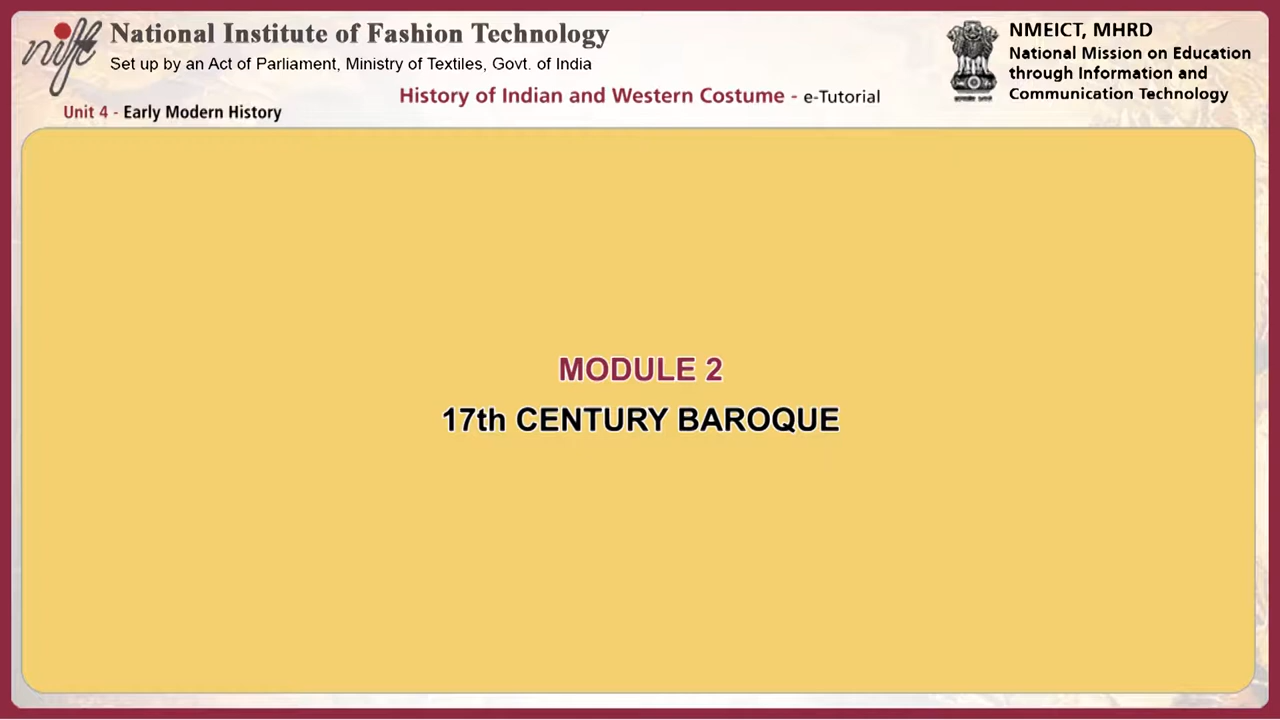 nift
National Institute of Fashion Technology
Set up by an Act of Parliament, Ministry of Textiles, Govt. of India
History of Indian and Western Costume - e-Tutorial
Unit 4 - Early Modern History
NMEICT, MHRD
National Mission on Education
through Information and
Communication Technology
MODULE 2
17th CENTURY BAROQUE